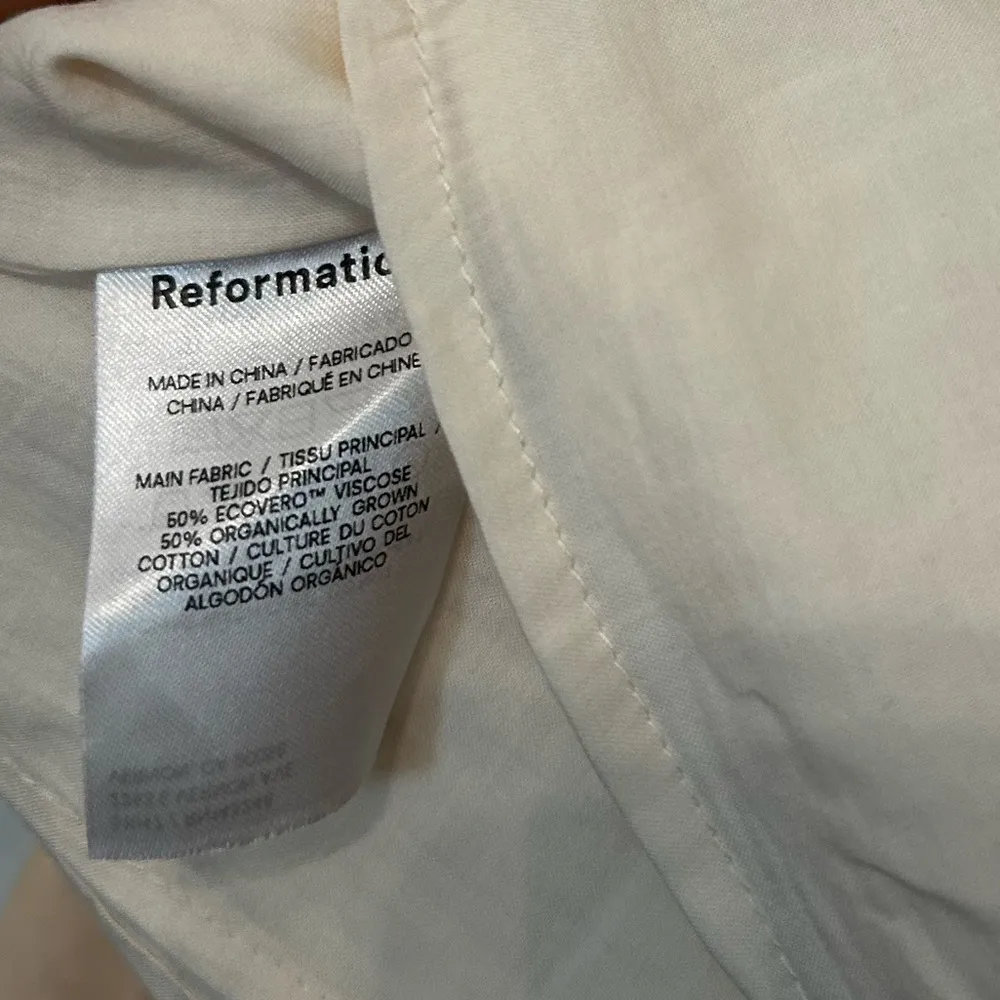 Reformatic
MADE IN CHINA / FABRICADO
CHINA / FABRIQUÉ EN CHINE
MAIN FABRIC / TISSU PRINCIPAL /
TEJIDO PRINCIPAL
50% ECOVERO™ VISCOSE
50% ORGANICALLY GROWN
COTTON / CULTURE DU COTON
ORGANIQUE / CULTIVO DEL
ALGODÓN ORGÁNICO